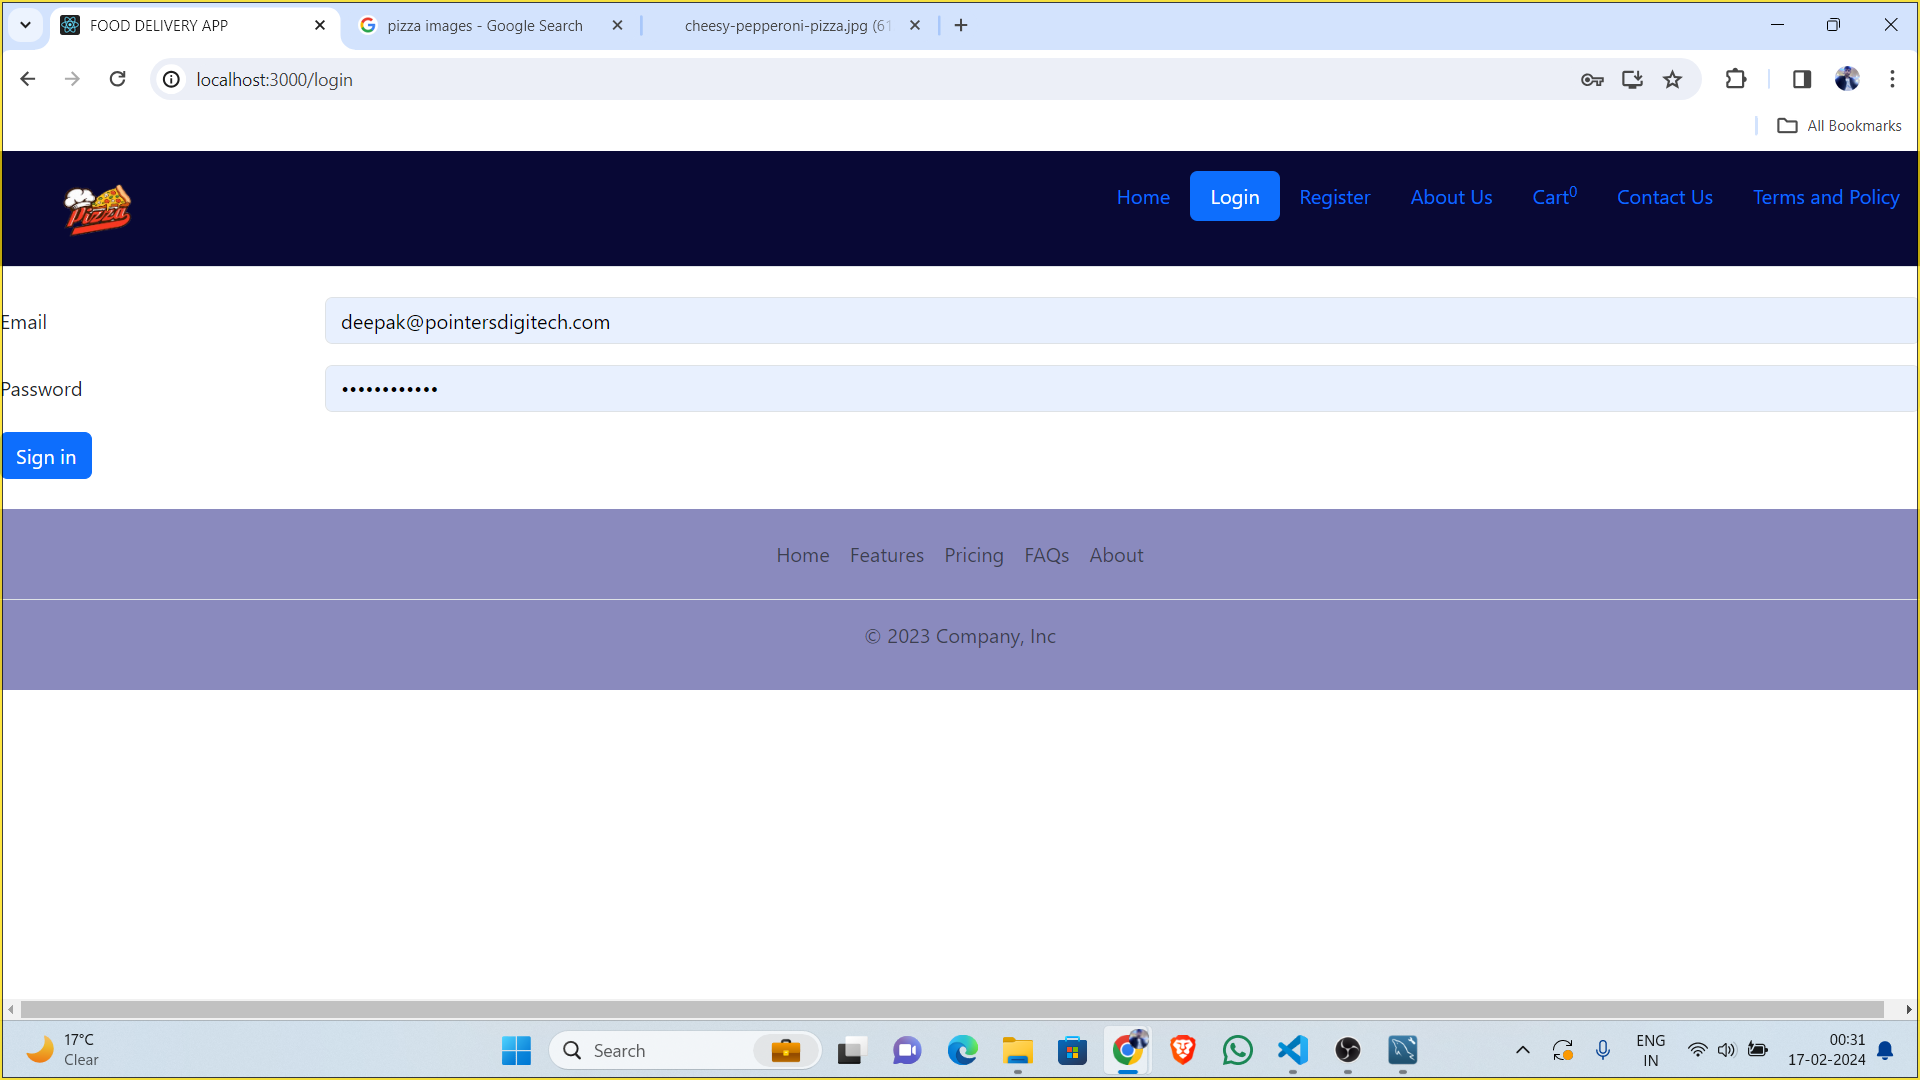 FOOD DELIVERY APP
pizza images - Google Search
cheesy-pepperoni-pizza.jpg (61
localhost:3000/login
All Bookmarks
Pizza
Home
Login
Register
About Us
Cart0
Contact Us
Terms and Policy
Email
deepak@pointersdigitech.com
Password
••••••••••••
Sign in
Home Features Pricing FAQs About
© 2023 Company, Inc
17°C
Clear
Search
ENG
IN
00:31
17-02-2024